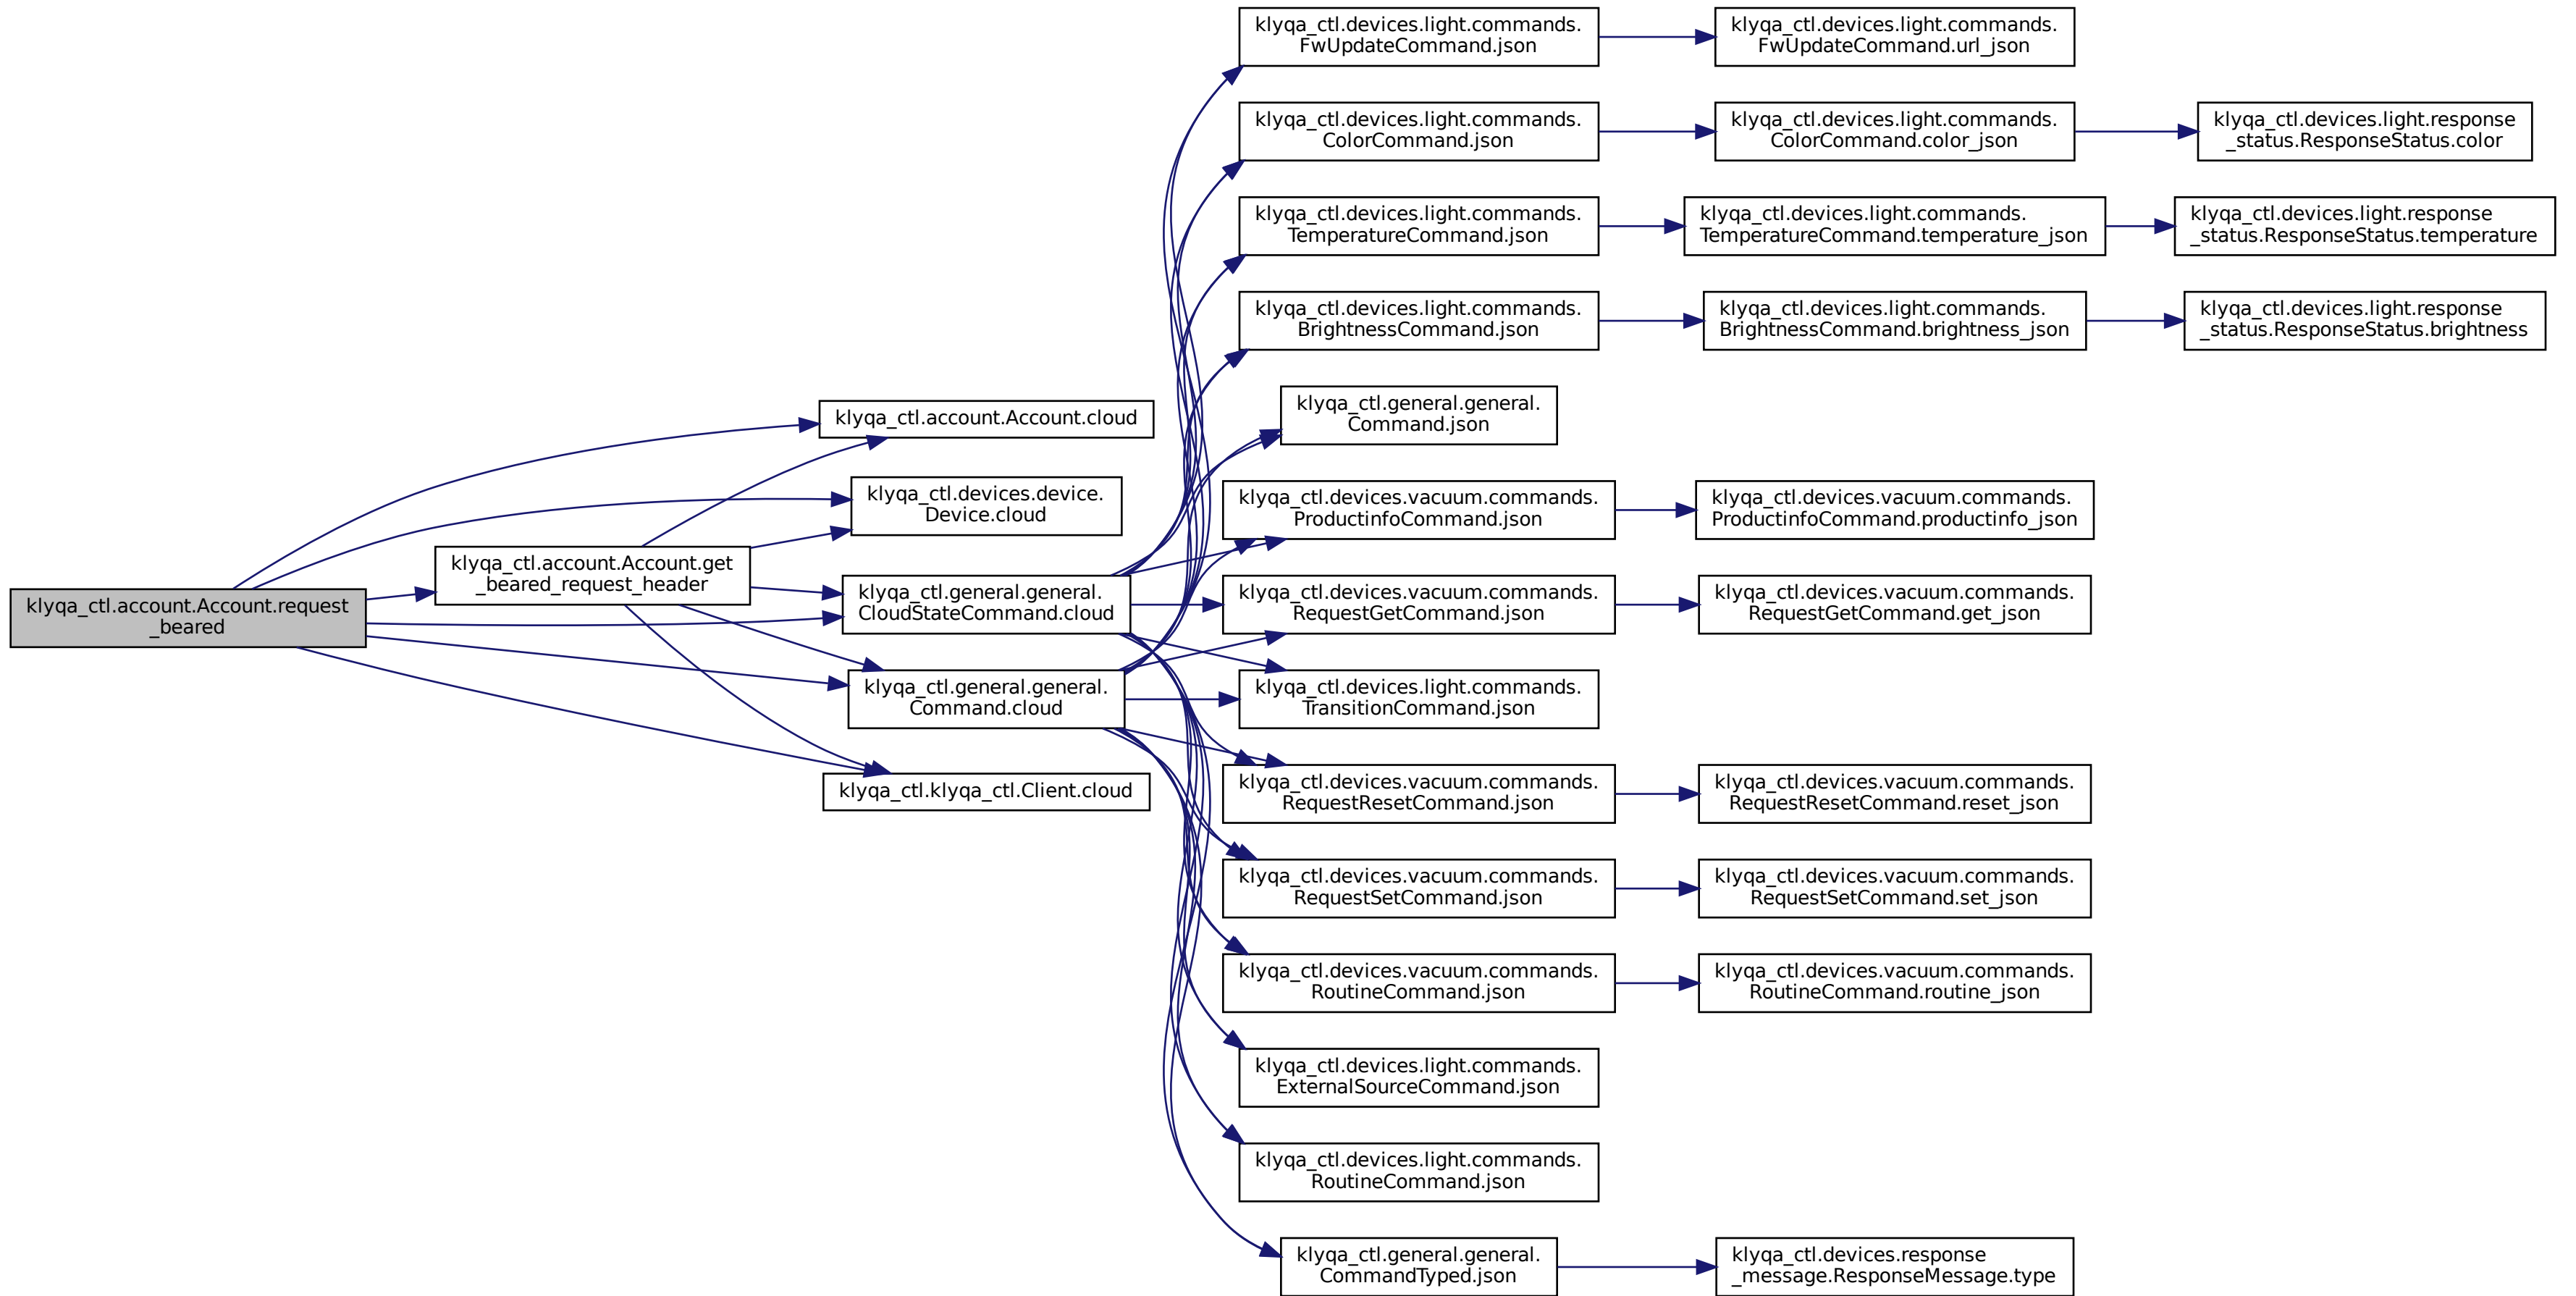 klyqa_ctl.account.Account.request
_beared
klyqa_ctl.account.Account.get
_beared_request_header
klyqa_ctl.account.Account.cloud
klyqa_ctl.devices.device.
Device.cloud
klyqa_ctl.general.general.
CloudStateCommand.cloud
klyqa_ctl.general.general.
Command.cloud
klyqa_ctl.klyqa_ctl.Client.cloud
klyqa_ctl.devices.light.commands.
FwUpdateCommand.json
klyqa_ctl.devices.light.commands.
FwUpdateCommand.url_json
klyqa_ctl.devices.light.commands.
ColorCommand.json
klyqa_ctl.devices.light.commands.
ColorCommand.color_json
klyqa_ctl.devices.light.response
_status.ResponseStatus.color
klyqa_ctl.devices.light.commands.
TemperatureCommand.json
klyqa_ctl.devices.light.commands.
TemperatureCommand.temperature_json
klyqa_ctl.devices.light.response
_status.ResponseStatus.temperature
klyqa_ctl.devices.light.commands.
BrightnessCommand.json
klyqa_ctl.devices.light.commands.
BrightnessCommand.brightness_json
klyqa_ctl.devices.light.response
_status.ResponseStatus.brightness
klyqa_ctl.general.general.
Command.json
klyqa_ctl.devices.vacuum.commands.
ProductinfoCommand.json
klyqa_ctl.devices.vacuum.commands.
ProductinfoCommand.productinfo_json
klyqa_ctl.devices.vacuum.commands.
RequestGetCommand.json
klyqa_ctl.devices.vacuum.commands.
RequestGetCommand.get_json
klyqa_ctl.devices.light.commands.
TransitionCommand.json
klyqa_ctl.devices.vacuum.commands.
RequestResetCommand.json
klyqa_ctl.devices.vacuum.commands.
RequestResetCommand.reset_json
klyqa_ctl.devices.vacuum.commands.
RequestSetCommand.json
klyqa_ctl.devices.vacuum.commands.
RequestSetCommand.set_json
klyqa_ctl.devices.vacuum.commands.
RoutineCommand.json
klyqa_ctl.devices.vacuum.commands.
RoutineCommand.routine_json
klyqa_ctl.devices.light.commands.
ExternalSourceCommand.json
klyqa_ctl.devices.light.commands.
RoutineCommand.json
klyqa_ctl.general.general.
CommandTyped.json
klyqa_ctl.devices.response
_message.ResponseMessage.type